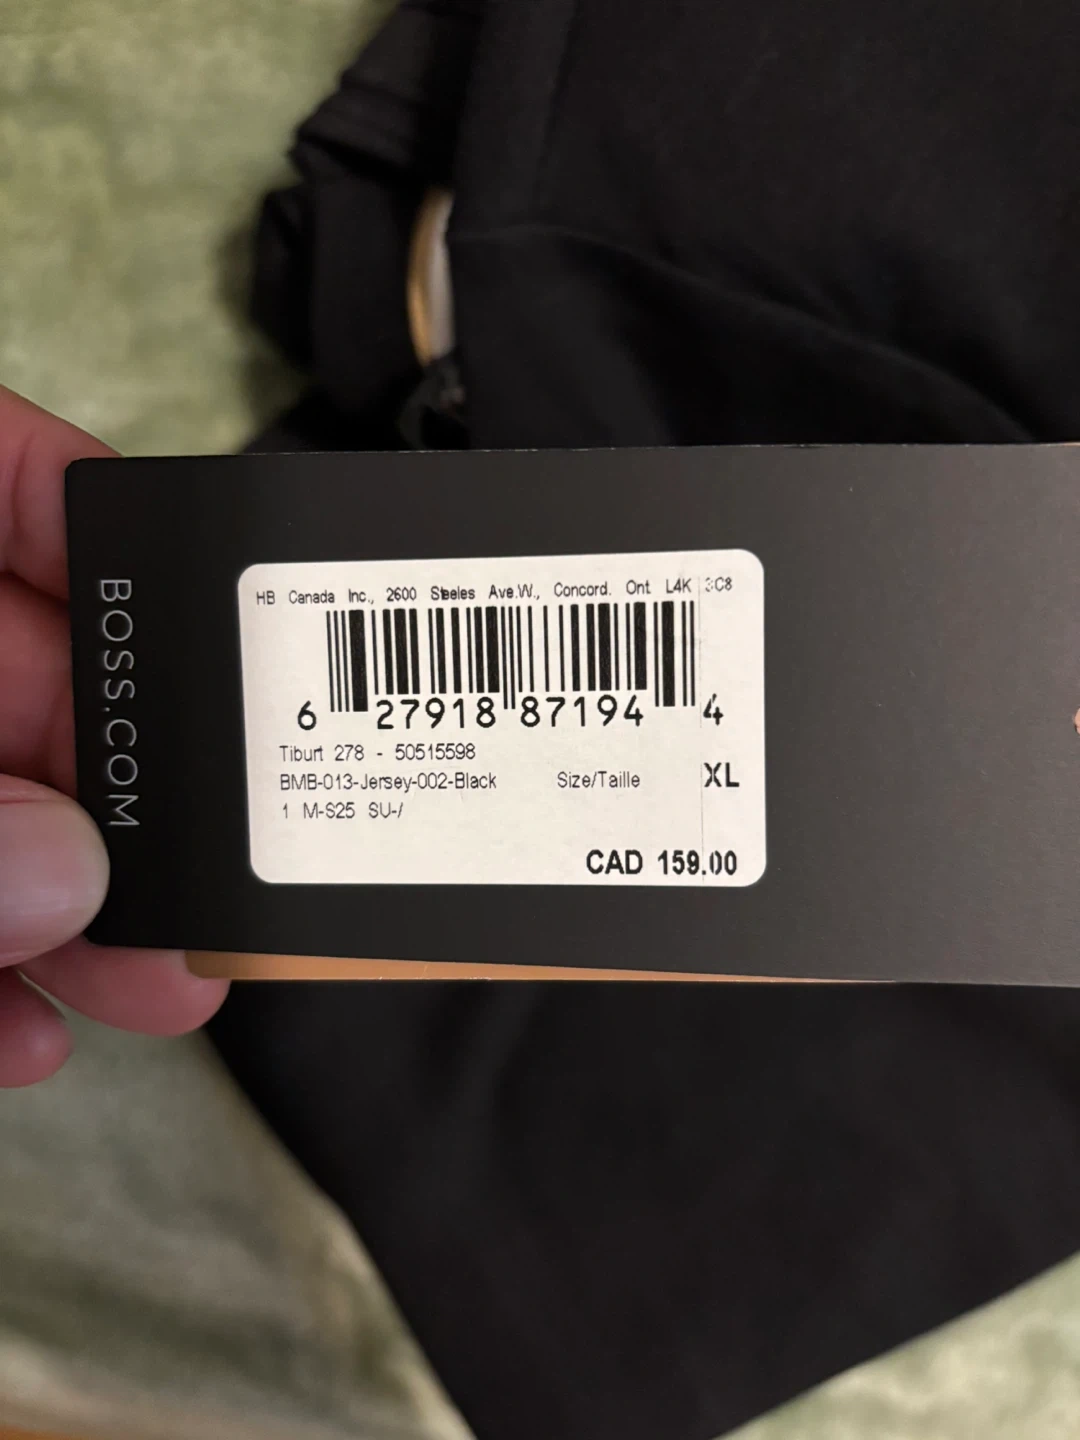 BOSS.COM
HB Canada Inc., 2600 Steeles Ave.W., Concord. Ont L4K 3C8
6 27918 87194 4
Tiburt 278 - 50515598
BMB-013-Jersey-002-Black Size/Taille XL
1 M-S25 SU-/
CAD 159.00